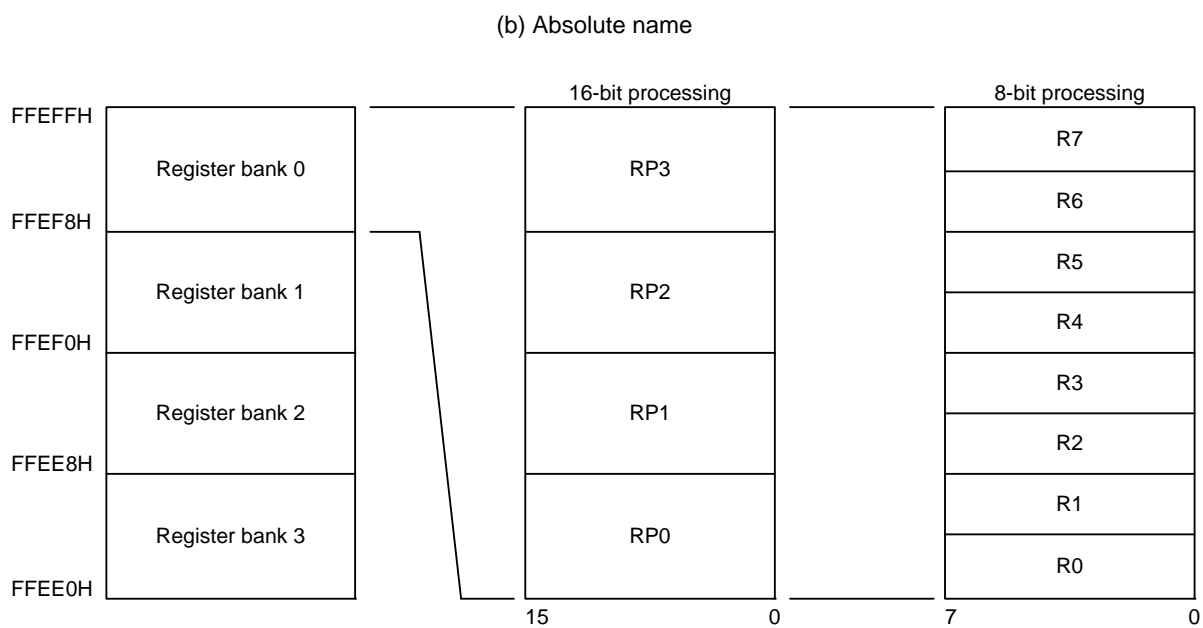 (b) Absolute name
16-bit processing
8-bit processing
FFEFFH
Register bank 0
RP3
R7
R6
FFEF8H
Register bank 1
RP2
R5
R4
FFEF0H
Register bank 2
RP1
R3
R2
FFEE8H
Register bank 3
RP0
R1
R0
FFEE0H
15
0
7
0